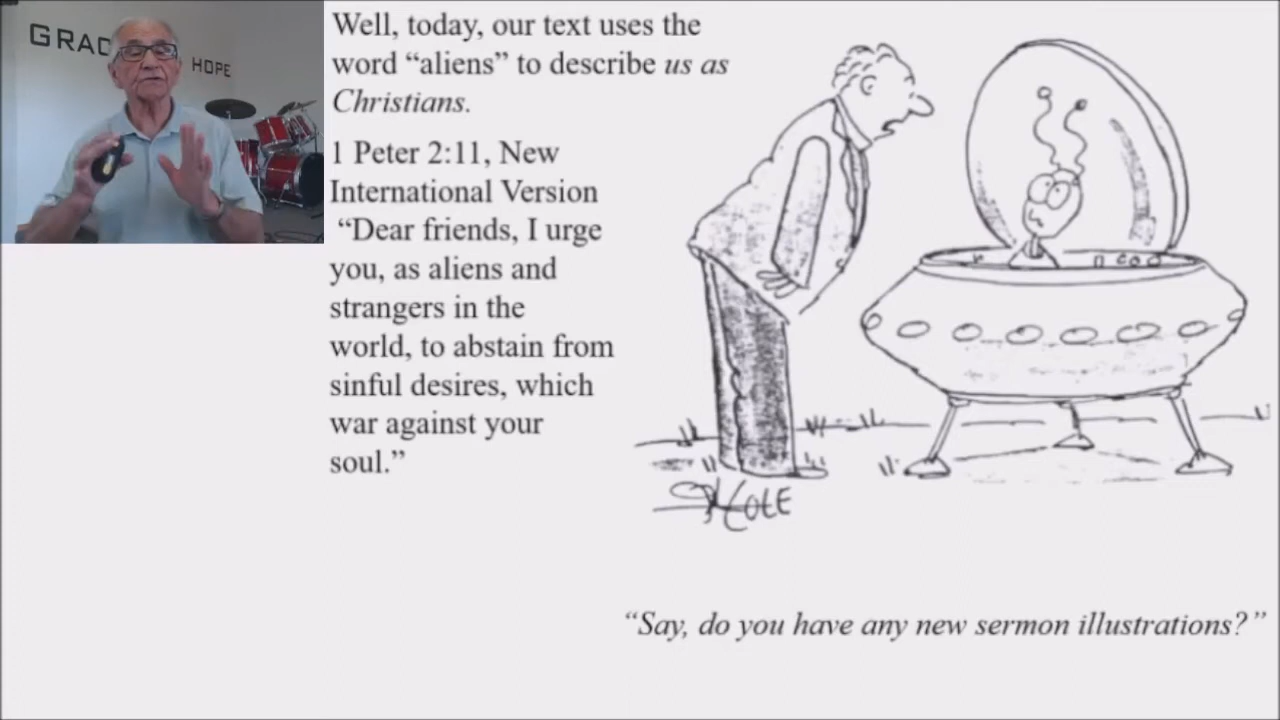 GRAC
HOPE
Well, today, our text uses the
word “aliens” to describe us as
Christians.
1 Peter 2:11, New
International Version
“Dear friends, I urge
you, as aliens and
strangers in the
world, to abstain from
sinful desires, which
war against your
soul.”
“Say, do you have any new sermon illustrations?”